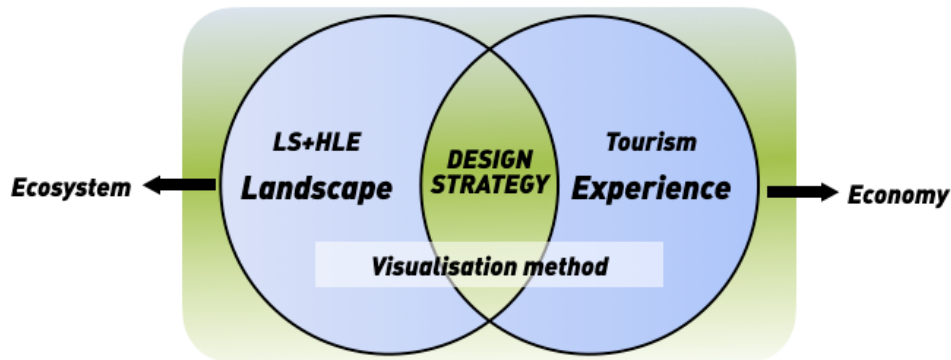 LS+HLE
Landscape
DESIGN
STRATEGY
Tourism
Experience
Ecosystem
Economy
Visualisation method